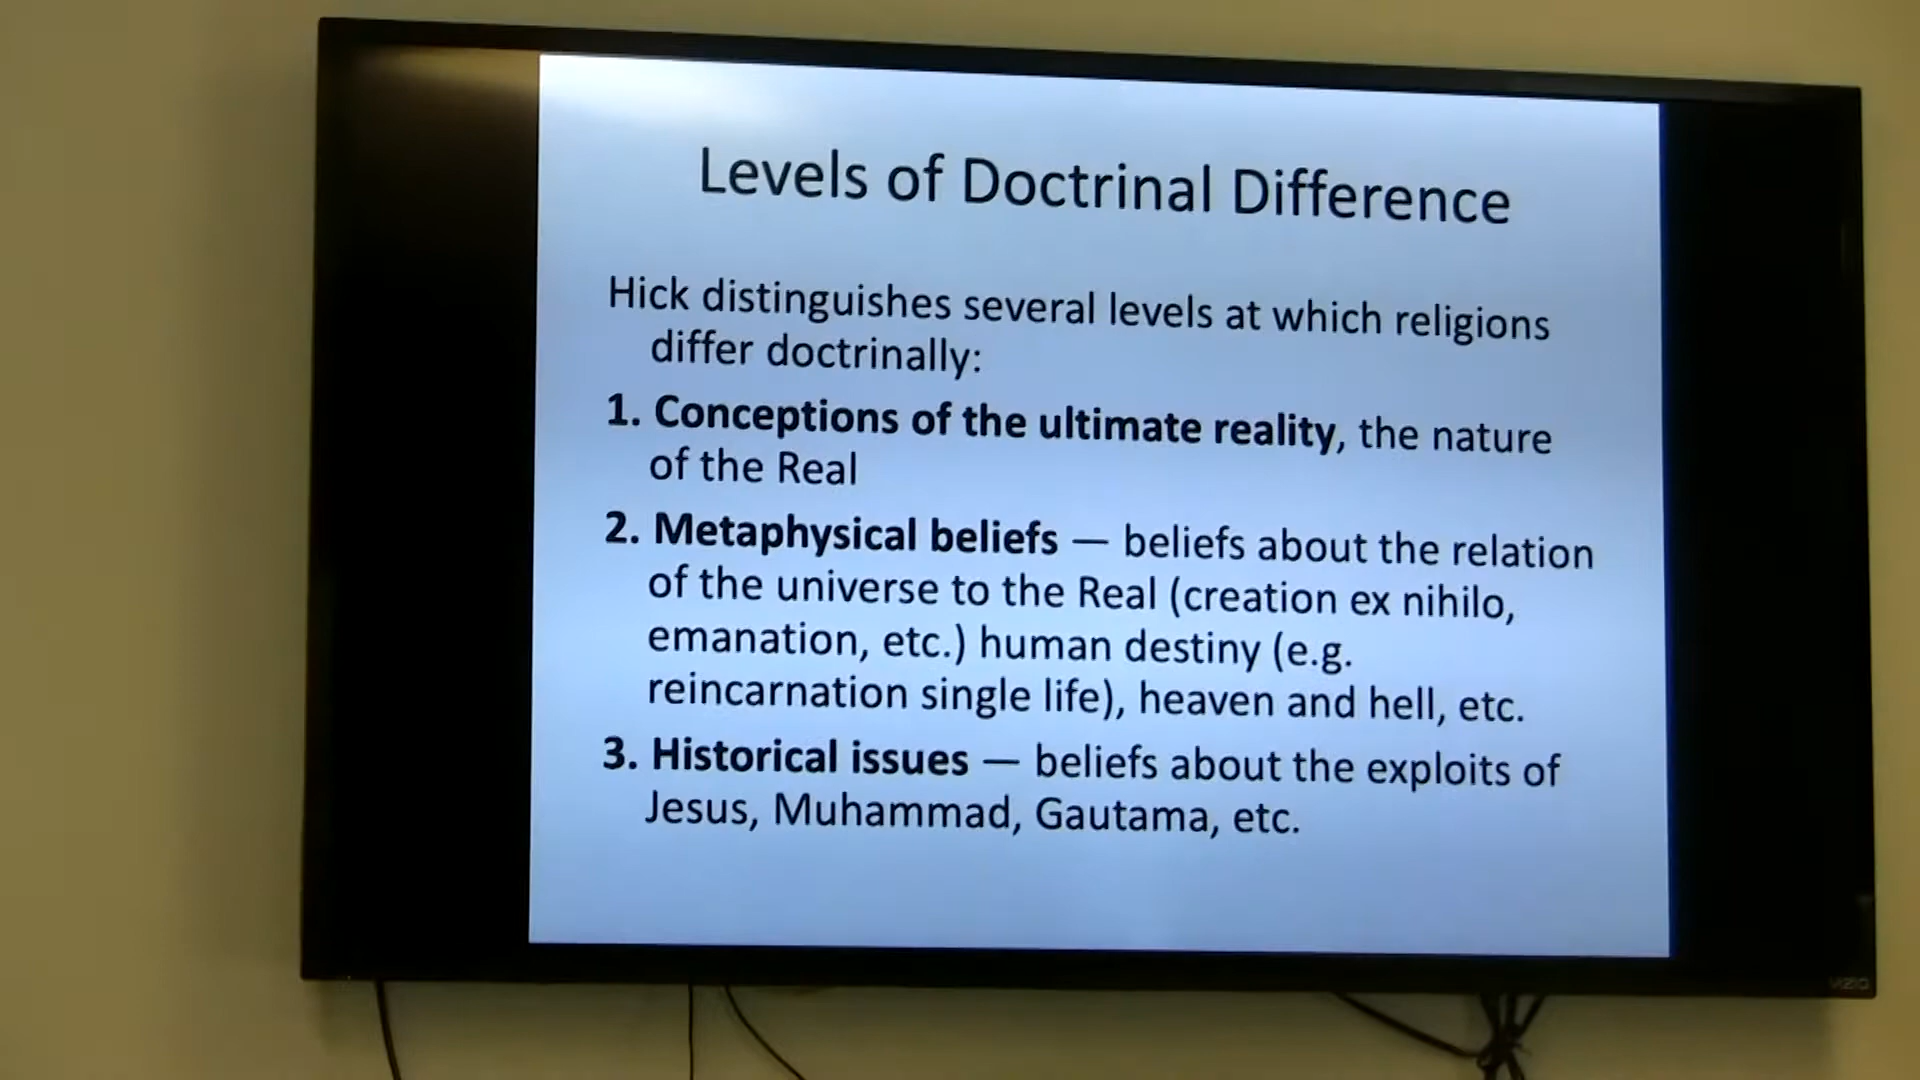 Levels of Doctrinal Difference
Hick distinguishes several levels at which religions
differ doctrinally:
1. Conceptions of the ultimate reality, the nature
of the Real
2. Metaphysical beliefs — beliefs about the relation
of the universe to the Real (creation ex nihilo,
emanation, etc.) human destiny (e.g.
reincarnation single life), heaven and hell, etc.
3. Historical issues — beliefs about the exploits of
Jesus, Muhammad, Gautama, etc.
VIZIO